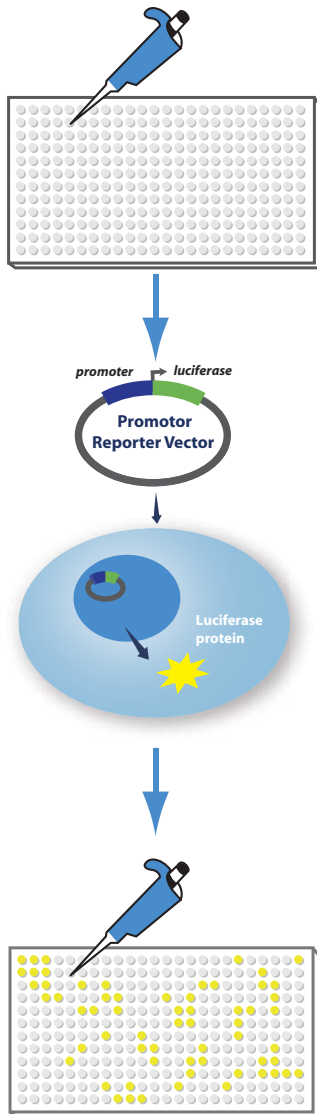 promoter luciferase
Promotor
Reporter Vector
Luciferase
protein